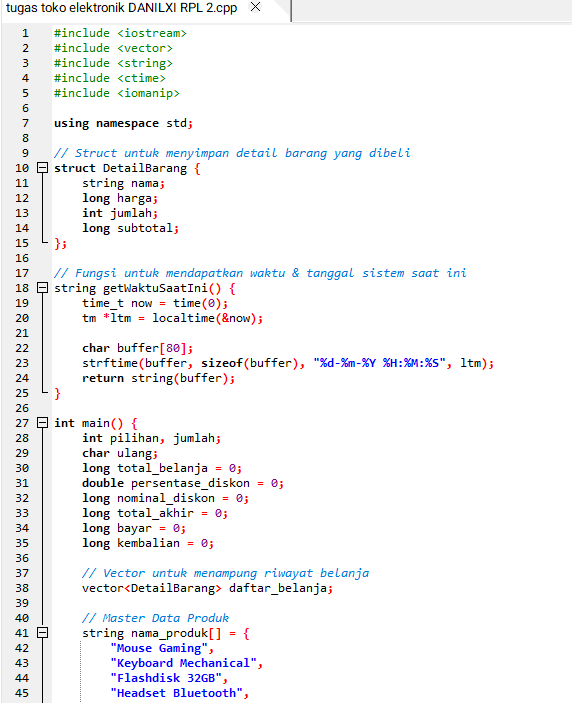 tugas toko elektronik DANILXI RPL 2.cpp
1 #include <iostream>
2 #include <vector>
3 #include <string>
4 #include <ctime>
5 #include <iomanip>
6
7 using namespace std;
8
9 // Struct untuk menyimpan detail barang yang dibeli
10 struct DetailBarang {
11     string nama;
12     long harga;
13     int jumlah;
14     long subtotal;
15 };
16
17 // Fungsi untuk mendapatkan waktu & tanggal sistem saat ini
18 string getWaktuSaatIni() {
19     time_t now = time(0);
20     tm *ltm = localtime(&now);
21
22     char buffer[80];
23     strftime(buffer, sizeof(buffer), "%d-%m-%Y %H:%M:%S", ltm);
24     return string(buffer);
25 }
26
27 int main() {
28     int pilihan, jumlah;
29     char ulang;
30     long total_belanja = 0;
31     double persentase_diskon = 0;
32     long nominal_diskon = 0;
33     long total_akhir = 0;
34     long bayar = 0;
35     long kembalian = 0;
36
37     // Vector untuk menampung riwayat belanja
38     vector<DetailBarang> daftar_belanja;
39
40     // Master Data Produk
41     string nama_produk[] = {
42         "Mouse Gaming",
43         "Keyboard Mechanical",
44         "Flashdisk 32GB",
45         "Headset Bluetooth",